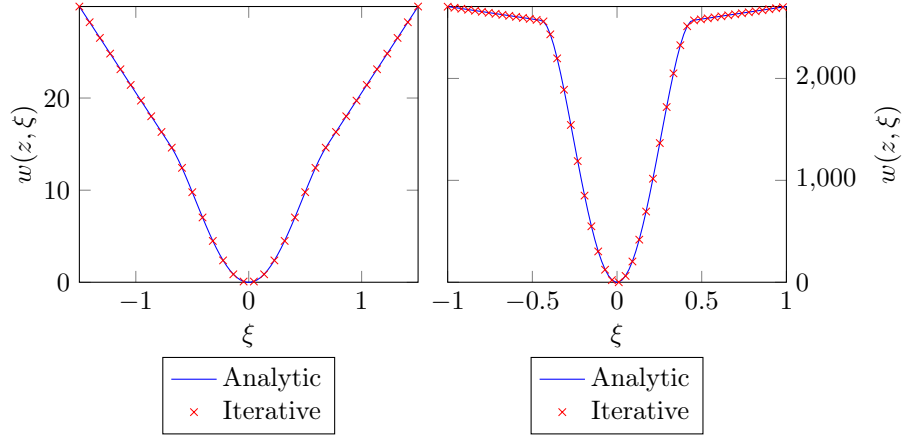 20
10
0
w(z, ξ)
−1
0
1
ξ
Analytic
Iterative
2,000
1,000
0
w(z, ξ)
−1
−0.5
0
0.5
1
ξ
Analytic
Iterative